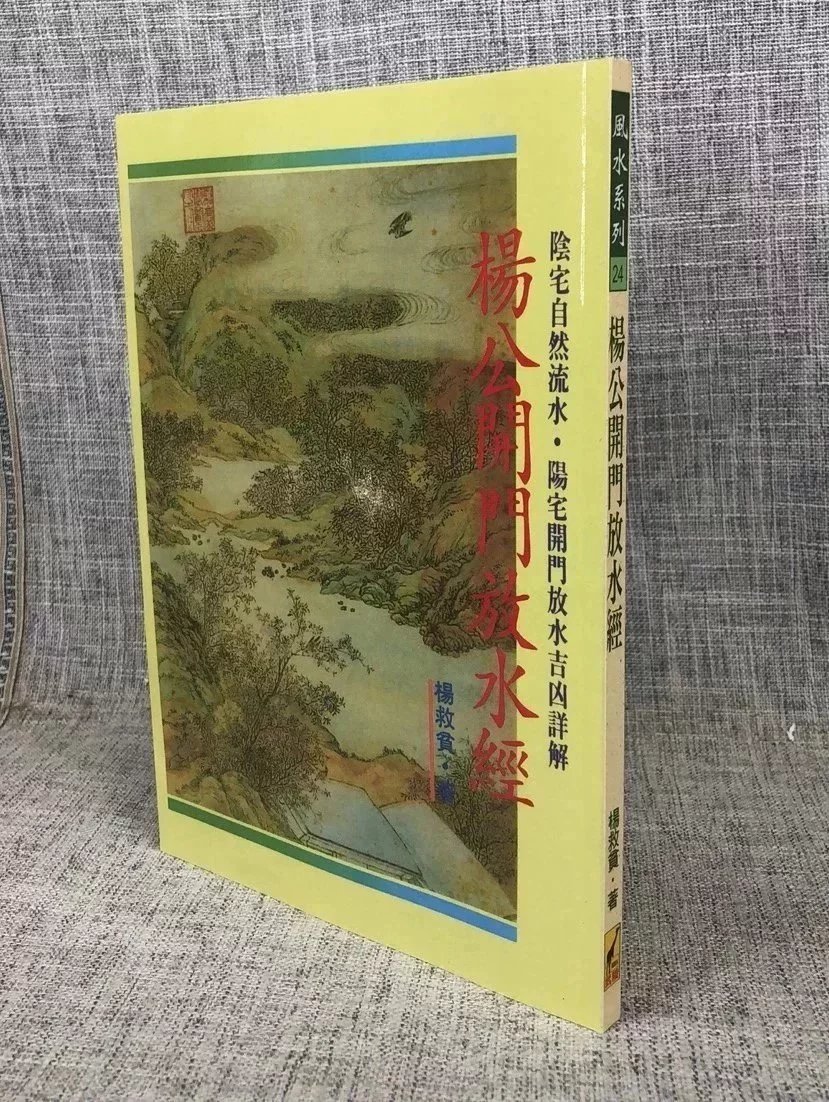 陰宅自然流水・陽宅開門放水吉凶詳解
楊公開門放水經
楊救貧・著
風水系列
24
楊公開門放水經
楊救貧・著